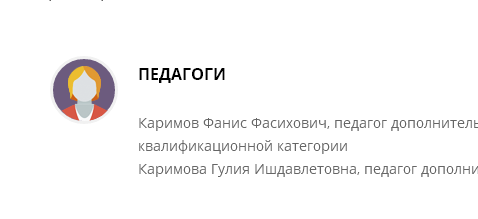 ПЕДАГОГИ
Каримов Фанис Фасихович, педагог дополнитель
квалификационной категории
Каримова Гулия Ишдавлетовна, педагог дополни